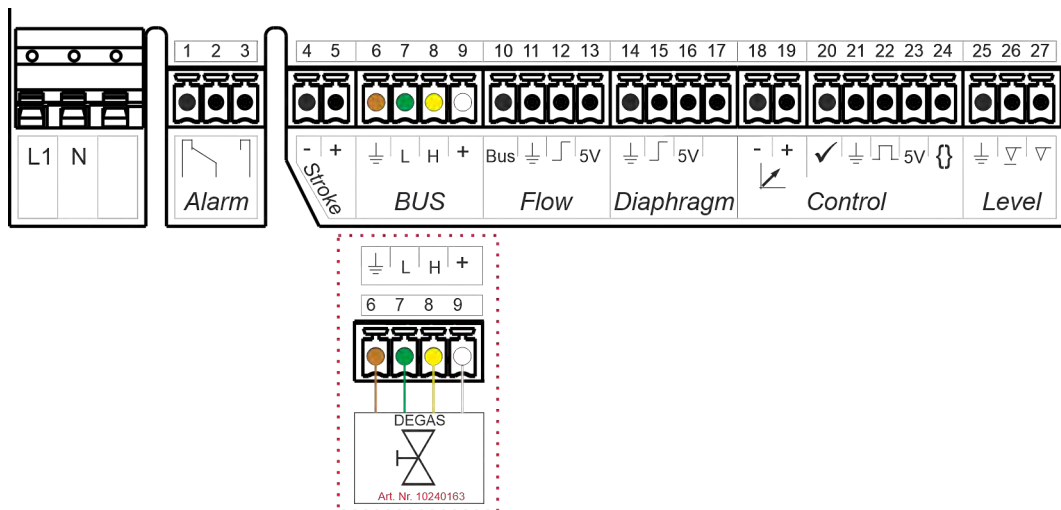 1 2 3 4 5 6 7 8 9 10 11 12 13 14 15 16 17 18 19 20 21 22 23 24 25 26 27
L1 N - + L H + Bus 5V 5V - + ✓ 5V {}
Alarm Stroke BUS Flow Diaphragm Control Level
L H +
6 7 8 9
DEGAS
Art. Nr. 10240163